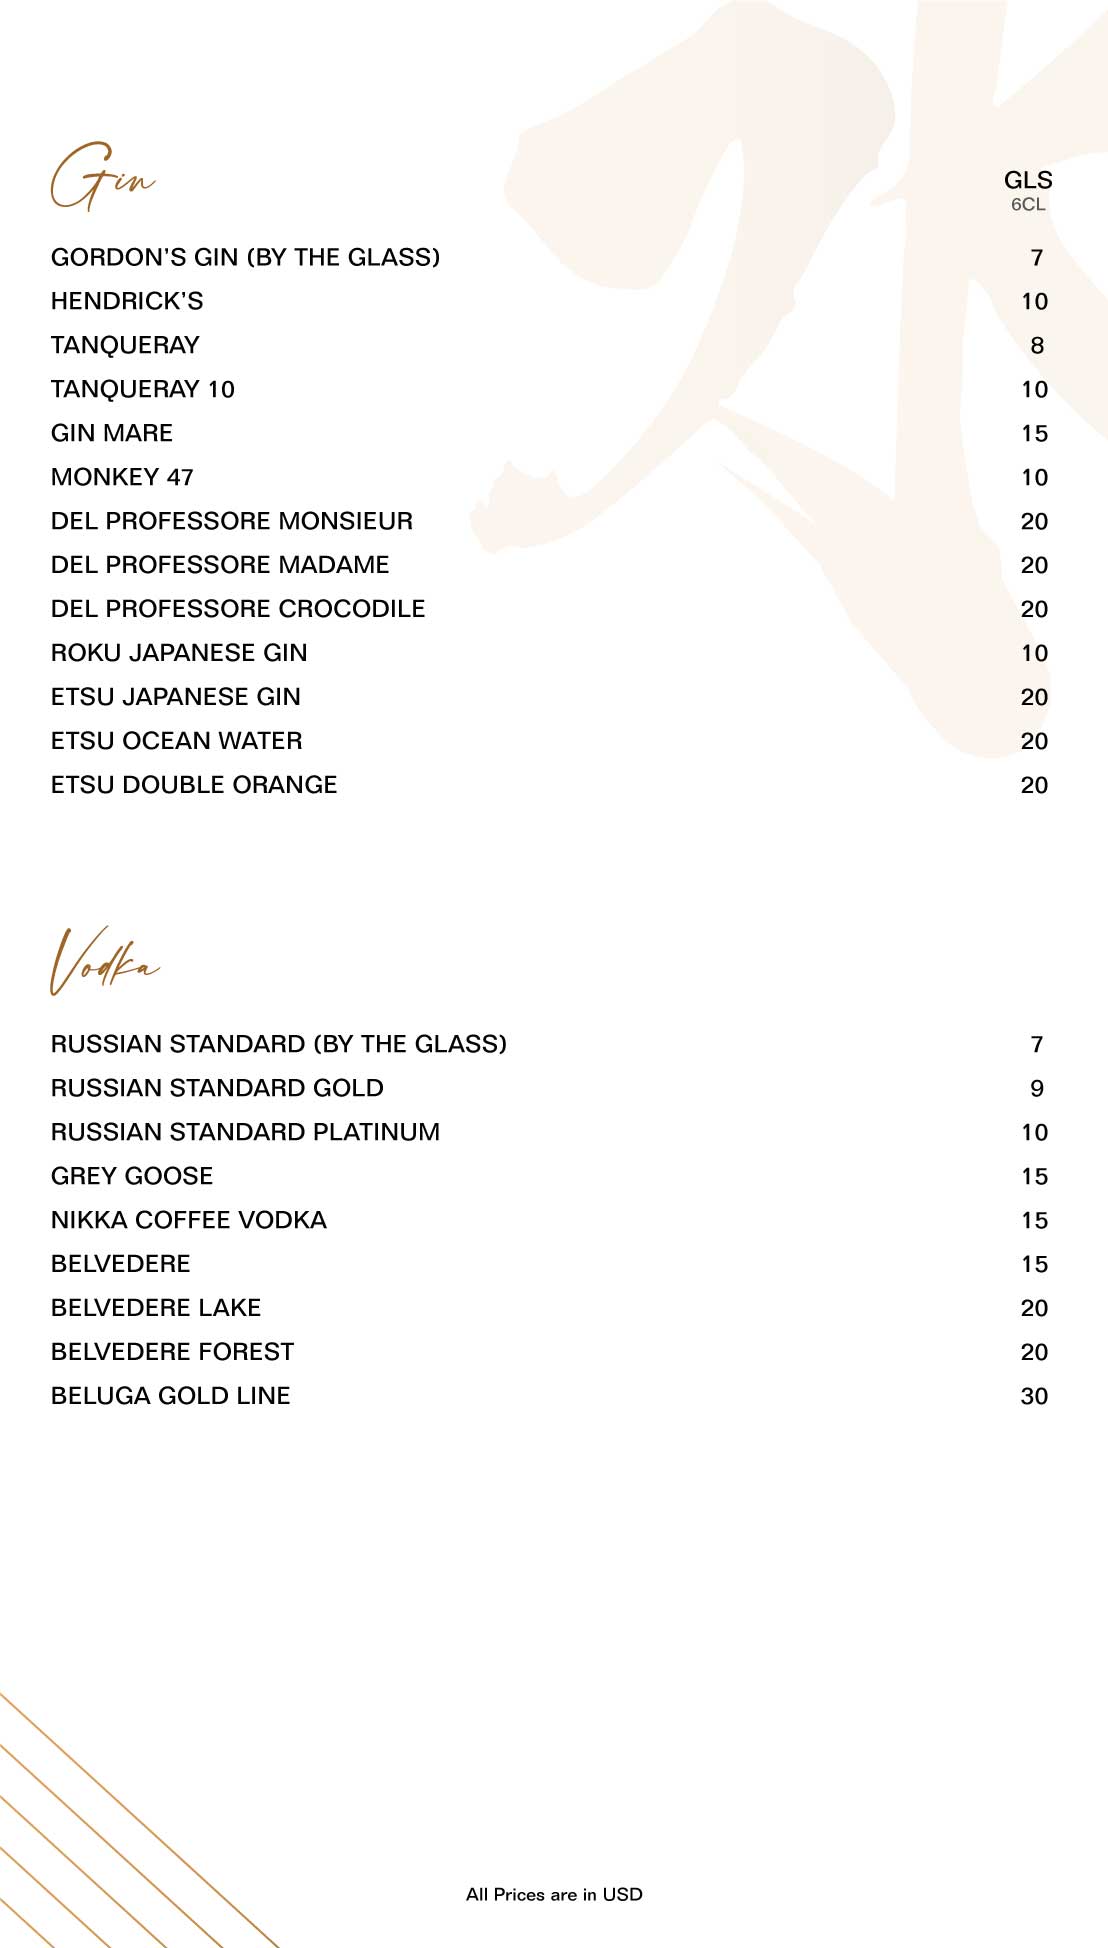 Gin
GLS
6CL
GORDON'S GIN (BY THE GLASS) 7
HENDRICK'S 10
TANQUERAY 8
TANQUERAY 10 10
GIN MARE 15
MONKEY 47 10
DEL PROFESSORE MONSIEUR 20
DEL PROFESSORE MADAME 20
DEL PROFESSORE CROCODILE 20
ROKU JAPANESE GIN 10
ETSU JAPANESE GIN 20
ETSU OCEAN WATER 20
ETSU DOUBLE ORANGE 20
Vodka
RUSSIAN STANDARD (BY THE GLASS) 7
RUSSIAN STANDARD GOLD 9
RUSSIAN STANDARD PLATINUM 10
GREY GOOSE 15
NIKKA COFFEE VODKA 15
BELVEDERE 15
BELVEDERE LAKE 20
BELVEDERE FOREST 20
BELUGA GOLD LINE 30
All Prices are in USD